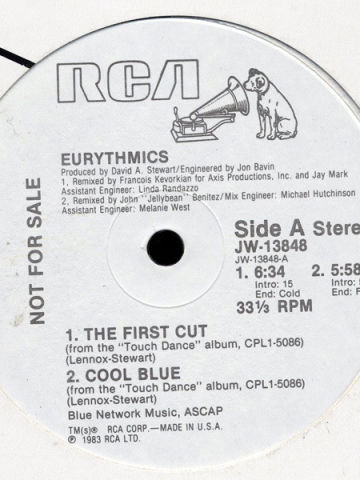 RCA
EURYTHMICS
Produced by David A. Stewart/Engineered by Jon Bavin
1, Remixed by Francois Kevorkian for Axis Productions, Inc. and Jay Mark
Assistant Engineer: Linda Randazzo
2. Remixed by John "Jellybean" Benitez/Mix Engineer: Michael Hutchinson
Assistant Engineer: Melanie West
NOT FOR SALE
Side A Stereo
JW-13848
JW-13848-A
1. 6:34 2. 5:58
Intro: 15 Intro:
End: Cold End: F
33⅓ RPM
1. THE FIRST CUT
(from the "Touch Dance" album, CPL1-5086)
(Lennox-Stewart)
2. COOL BLUE
(from the "Touch Dance" album, CPL1-5086)
(Lennox-Stewart)
Blue Network Music, ASCAP
TM(s)® RCA CORP.—MADE IN U.S.A.
℗ 1983 RCA LTD.